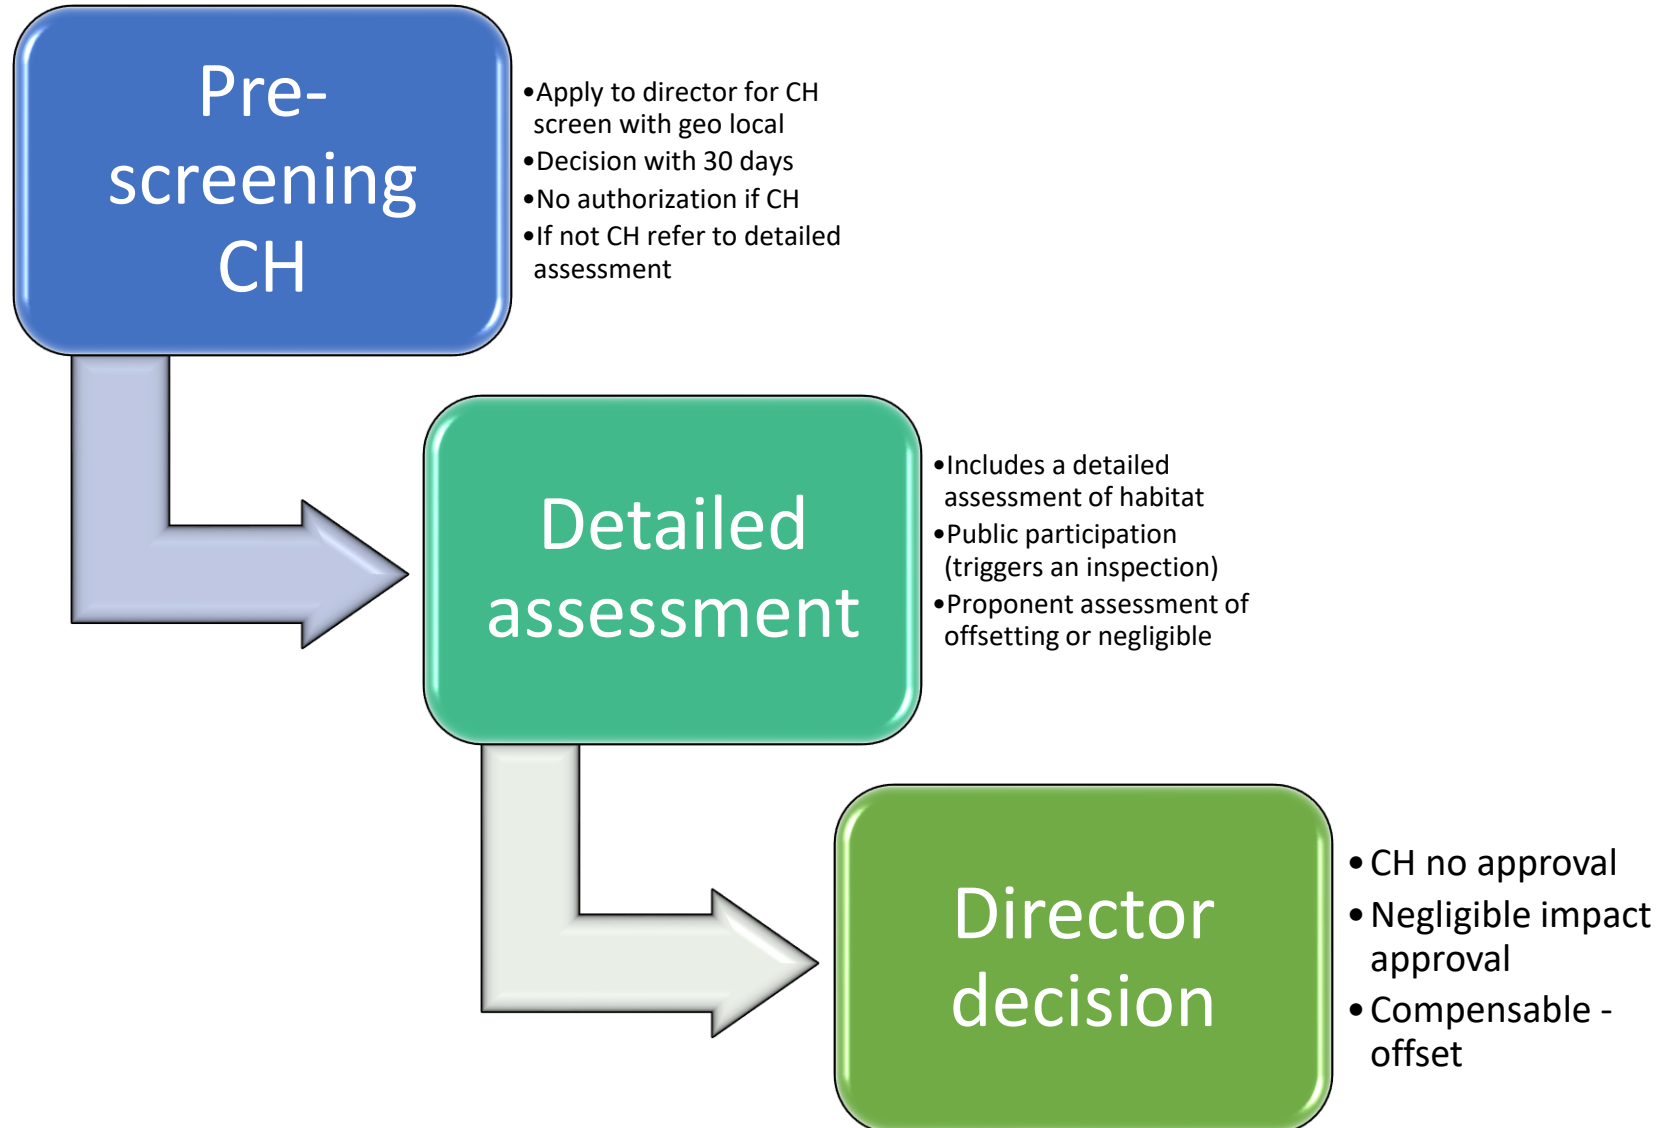 Pre-
screening
CH
•Apply to director for CH
screen with geo local
•Decision with 30 days
•No authorization if CH
•If not CH refer to detailed
assessment
Detailed
assessment
•Includes a detailed
assessment of habitat
•Public participation
(triggers an inspection)
•Proponent assessment of
offsetting or negligible
Director
decision
•CH no approval
•Negligible impact
approval
•Compensable -
offset